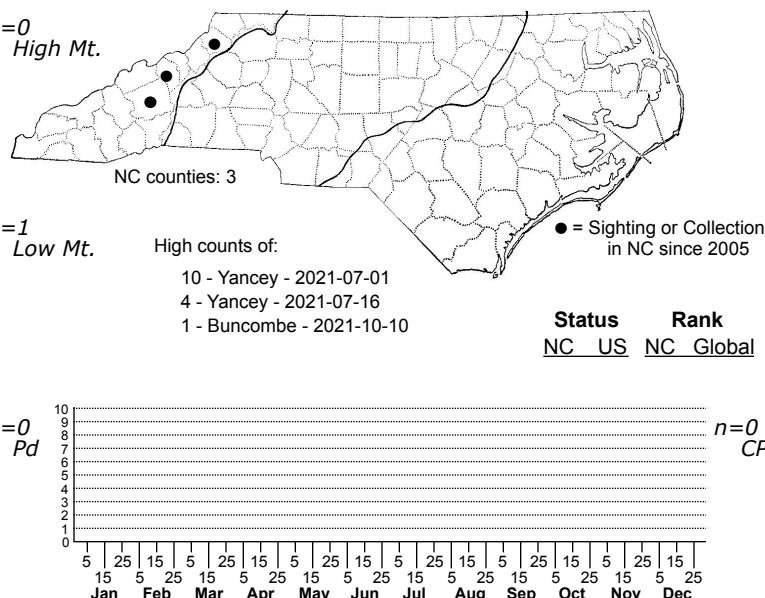 =0
High Mt.
NC counties: 3
=1
Low Mt.
High counts of:
10 - Yancey - 2021-07-01
4 - Yancey - 2021-07-16
1 - Buncombe - 2021-10-10
● = Sighting or Collection
in NC since 2005
Status Rank
NC US NC Global
=0
Pd
10
9
8
7
6
5
4
3
2
1
0
n=0
CP
5 25 15 5 25 15 5 25 15 5 25 15 5 25 15 5 25 15
15 5 25 15 5 25 15 5 25 15 5 25 15 5 25 15 5 25
Jan Feb Mar Apr May Jun Jul Aug Sep Oct Nov Dec